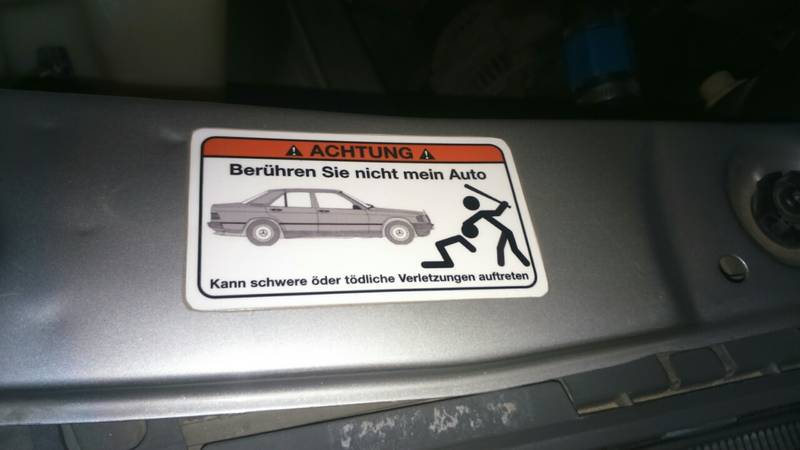 ACHTUNG
Berühren Sie nicht mein Auto
Kann schwere öder tödliche Verletzungen auftreten